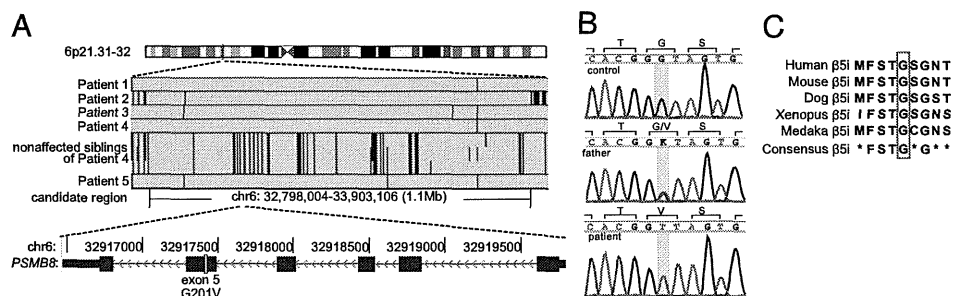 A
6p21.31-32
Patient 1
Patient 2
Patient 3
Patient 4
nonaffected siblings
of Patient 4
Patient 5
candidate region
chr6: 32,798,004-33,903,106 (1.1Mb)
chr6: 32917000 32917500 32918000 32918500 32919000 32919500
PSMB8:
exon 5
G201V
B
T G S
C A C G G G T A G T G
control
T G/V S
C A C G G K T A G T G
father
T V S
C A C G G T T A G T G
patient
C
Human β5i MFSTGSGNT
Mouse β5i MFSTGSGNT
Dog β5i MFSTGSGST
Xenopus β5i IFSTGSGNS
Medaka β5i MFSTGCGNS
Consensus β5i *FSTG*G**